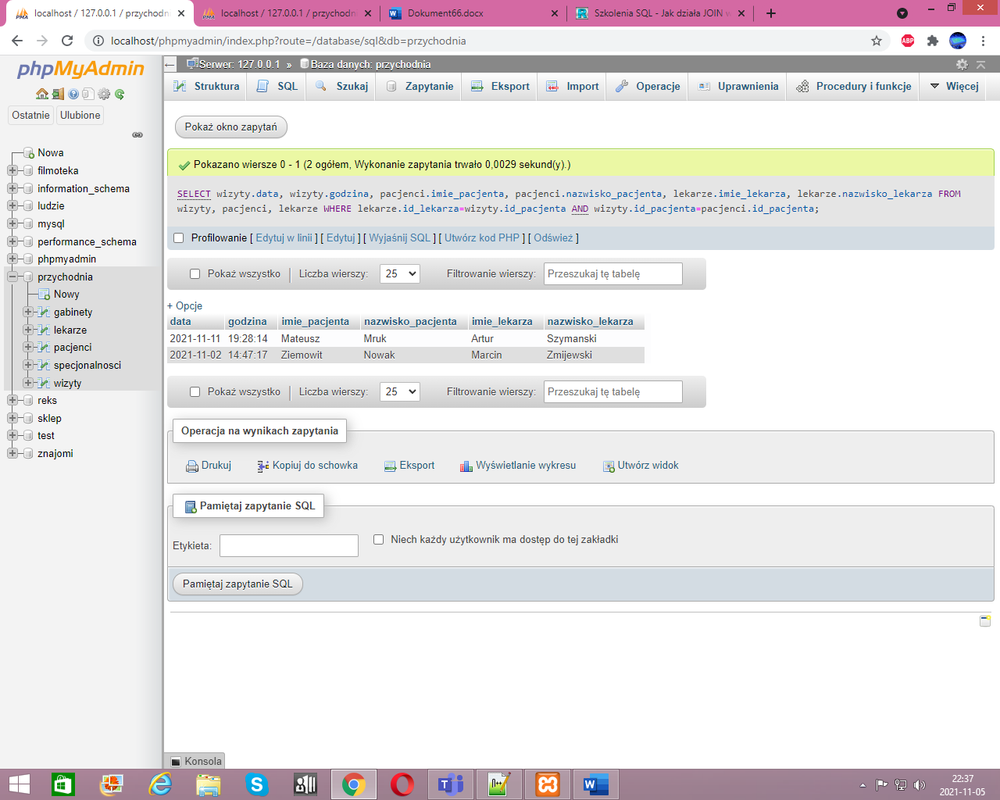 localhost / 127.0.0.1 / przychodni
localhost / 127.0.0.1 / przychodni
Dokument66.docx
Szkolenia SQL - Jak działa JOIN w
localhost/phpmyadmin/index.php?route=/database/sql&db=przychodnia
ABP
phpMyAdmin
Serwer: 127.0.0.1 » Baza danych: przychodnia
Struktura SQL Szukaj Zapytanie Eksport Import Operacje Uprawnienia Procedury i funkcje Więcej
Ostatnie Ulubione
Nowa
filmoteka
information_schema
ludzie
mysql
performance_schema
phpmyadmin
przychodnia
Nowy
gabinety
lekarze
pacjenci
specjonalnosci
wizyty
reks
sklep
test
znajomi
Pokaż okno zapytań
Pokazano wiersze 0 - 1 (2 ogółem, Wykonanie zapytania trwało 0,0029 sekund(y).)
SELECT wizyty.data, wizyty.godzina, pacjenci.imie_pacjenta, pacjenci.nazwisko_pacjenta, lekarze.imie_lekarza, lekarze.nazwisko_lekarza FROM
wizyty, pacjenci, lekarze WHERE lekarze.id_lekarza=wizyty.id_pacjenta AND wizyty.id_pacjenta=pacjenci.id_pacjenta;
Profilowanie [ Edytuj w linii ] [ Edytuj ] [ Wyjaśnij SQL ] [ Utwórz kod PHP ] [ Odśwież ]
Pokaż wszystko Liczba wierszy: 25 Filtrowanie wierszy: Przeszukaj tę tabelę
+ Opcje
data godzina imie_pacjenta nazwisko_pacjenta imie_lekarza nazwisko_lekarza
2021-11-11 19:28:14 Mateusz Mruk Artur Szymanski
2021-11-02 14:47:17 Ziemowit Nowak Marcin Zmijewski
Pokaż wszystko Liczba wierszy: 25 Filtrowanie wierszy: Przeszukaj tę tabelę
Operacja na wynikach zapytania
Drukuj Kopiuj do schowka Eksport Wyświetlanie wykresu Utwórz widok
Pamiętaj zapytanie SQL
Etykieta: Niech każdy użytkownik ma dostęp do tej zakładki
Pamiętaj zapytanie SQL
Konsola
22:37
2021-11-05